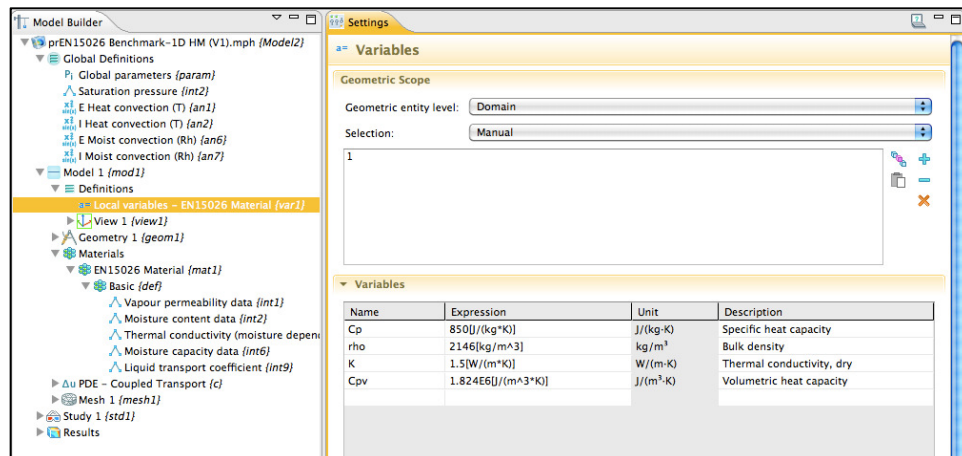 Model Builder
prEN15026 Benchmark-1D HM (V1).mph {Model2}
Global Definitions
Pi Global parameters {param}
Saturation pressure {int2}
E Heat convection (T) {an1}
I Heat convection (T) {an2}
E Moist convection (Rh) {an6}
I Moist convection (Rh) {an7}
Model 1 {mod1}
Definitions
a= Local variables - EN15026 Material {var1}
View 1 {view1}
Geometry 1 {geom1}
Materials
EN15026 Material {mat1}
Basic {def}
Vapour permeability data {int1}
Moisture content data {int2}
Thermal conductivity (moisture depen
Moisture capacity data {int6}
Liquid transport coefficient {int9}
Δu PDE - Coupled Transport {c}
Mesh 1 {mesh1}
Study 1 {std1}
Results
Settings
a= Variables
Geometric Scope
Geometric entity level: Domain
Selection: Manual
1
Variables
Name Expression Unit Description
Cp 850[J/(kg*K)] J/(kg·K) Specific heat capacity
rho 2146[kg/m^3] kg/m³ Bulk density
K 1.5[W/(m*K)] W/(m·K) Thermal conductivity, dry
Cpv 1.824E6[J/(m^3*K)] J/(m³·K) Volumetric heat capacity